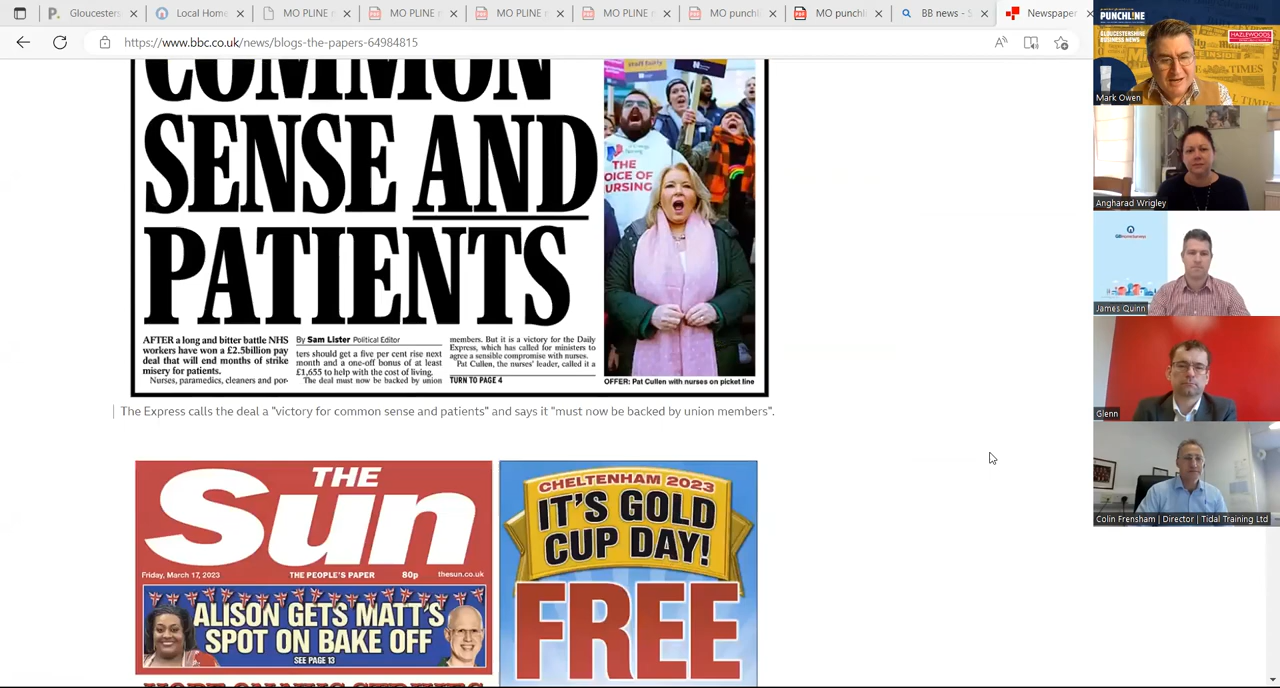 Gloucesters
Local Home
MO PLINE
MO PLINE
MO PLINE
MO punchl
MO punchl
BB news - S
Newspaper
https://www.bbc.co.uk/news/blogs-the-papers-64984815
PUNCHLINE
GLOUCESTERSHIRE
BUSINESS NEWS
HAZLEWOODS
TIMES
Mark Owen
Angharad Wrigley
GB Home Surveys
James Quinn
Glenn
Colin Frensham | Director | Tidal Training Ltd
COMMON
SENSE AND
PATIENTS
THE
OICE OF
URSING
AFTER a long and bitter battle NHS
workers have won a £2.5billion pay
deal that will end months of strike
misery for patients.
Nurses, paramedics, cleaners and por-
By Sam Lister Political Editor
ters should get a five per cent rise next
month and a one-off bonus of at least
£1,655 to help with the cost of living.
The deal must now be backed by union
members. But it is a victory for the Daily
Express, which has called for ministers to
agree a sensible compromise with nurses.
Pat Cullen, the nurses' leader, called it a
TURN TO PAGE 4
OFFER: Pat Cullen with nurses on picket line
The Express calls the deal a "victory for common sense and patients" and says it "must now be backed by union members".
THE
Sun
Friday, March 17, 2023 THE PEOPLE'S PAPER 80p thesun.co.uk
ALISON GETS MATT'S
SPOT ON BAKE OFF
SEE PAGE 13
CHELTENHAM 2023
IT'S GOLD
CUP DAY!
FREE